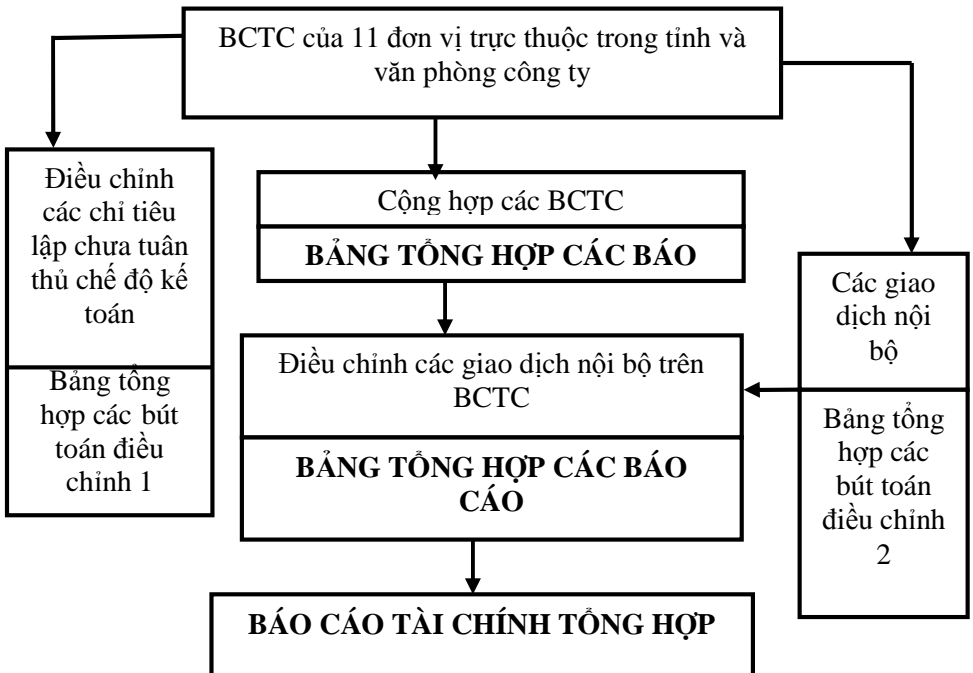 BCTC của 11 đơn vị trực thuộc trong tỉnh và
văn phòng công ty
Điều chỉnh
các chỉ tiêu
lập chưa tuân
thủ chế độ kế
toán
Bảng tổng
hợp các bút
toán điều
chỉnh 1
Cộng hợp các BCTC
BẢNG TỔNG HỢP CÁC BÁO
Điều chỉnh các giao dịch nội bộ trên
BCTC
BẢNG TỔNG HỢP CÁC BÁO
CÁO
Các giao
dịch nội
bộ
Bảng tổng
hợp các
bút toán
điều chỉnh
2
BÁO CÁO TÀI CHÍNH TỔNG HỢP